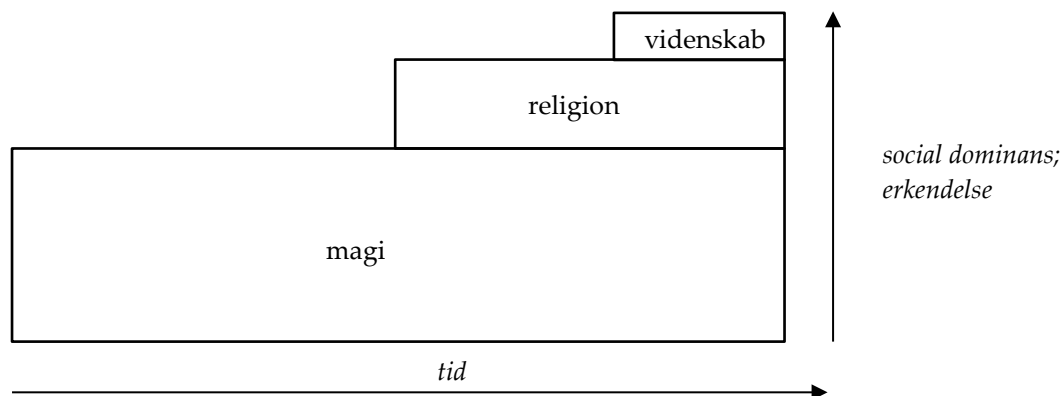 videnskab
religion
social dominans;
erkendelse
magi
tid